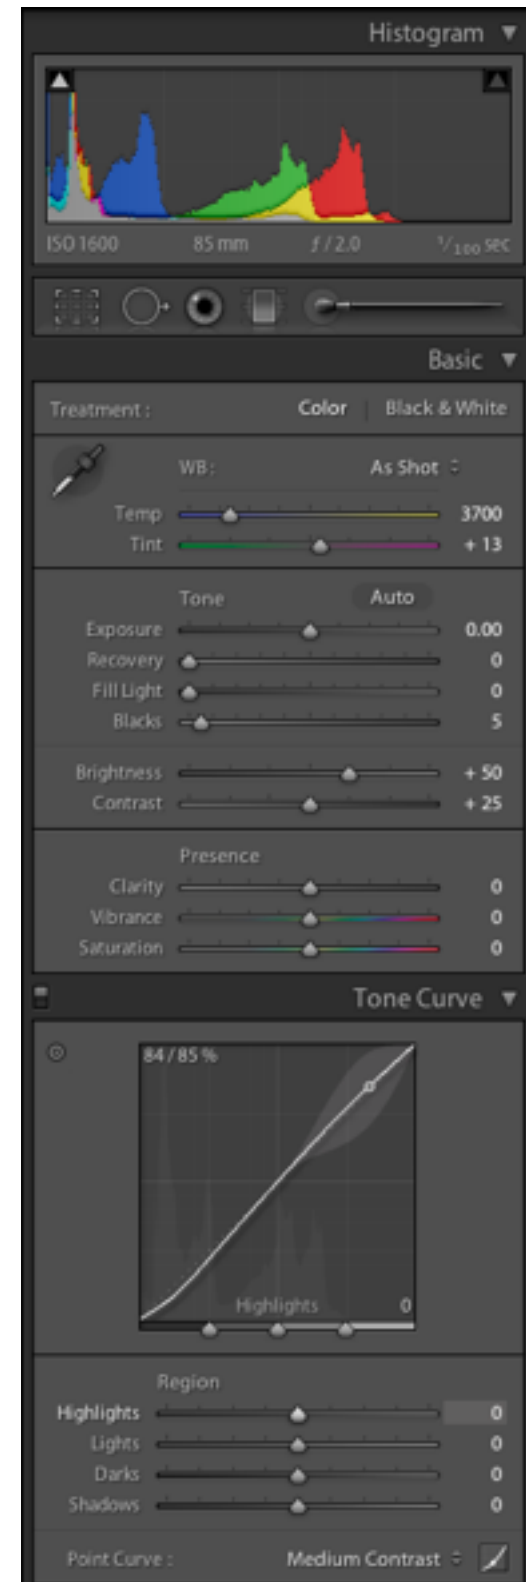 Histogram
ISO 1600 85 mm ƒ / 2.0 1/100 sec
Basic
Treatment : Color | Black & White
WB: As Shot
Temp 3700
Tint + 13
Tone Auto
Exposure 0.00
Recovery 0
Fill Light 0
Blacks 5
Brightness + 50
Contrast + 25
Presence
Clarity 0
Vibrance 0
Saturation 0
Tone Curve
84 / 85 %
Highlights 0
Region
Highlights 0
Lights 0
Darks 0
Shadows 0
Point Curve : Medium Contrast